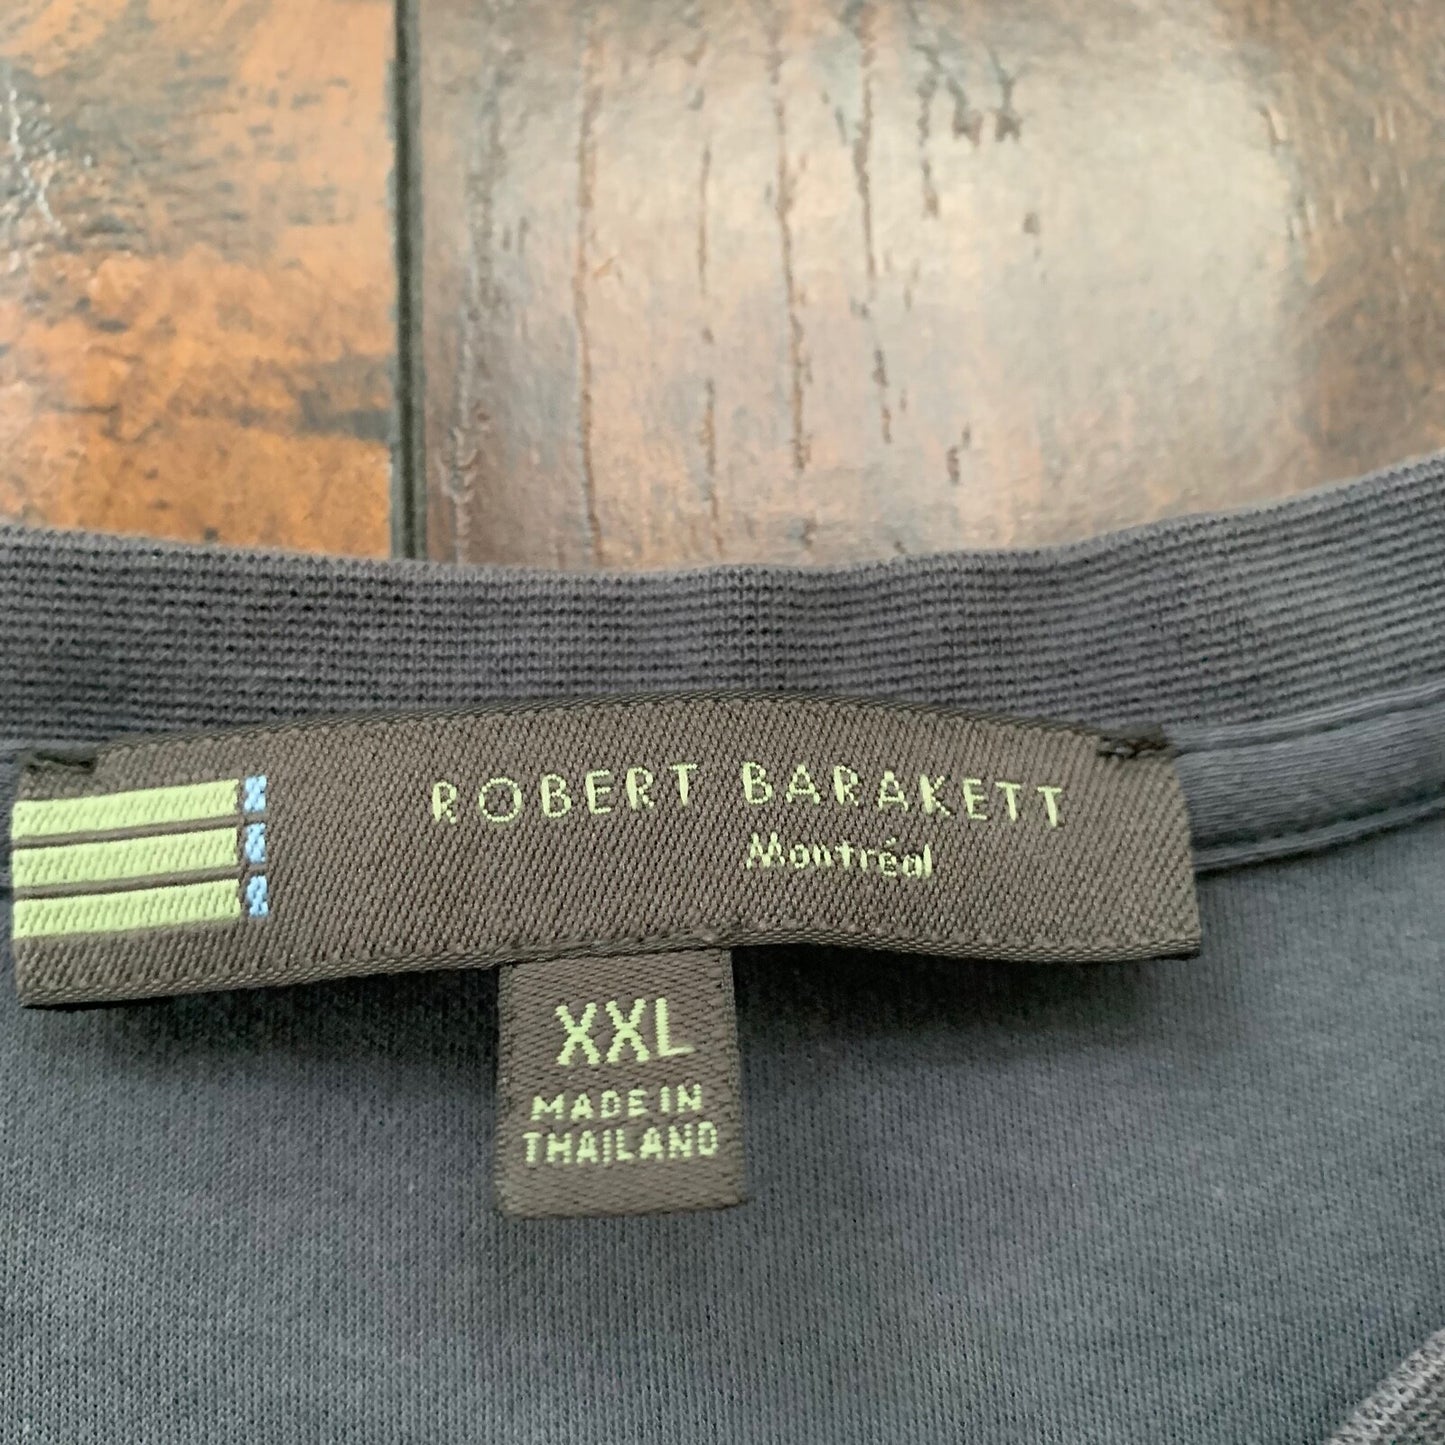 ROBERT BARAKETT
Montréal
XXL
MADE IN
THAILAND